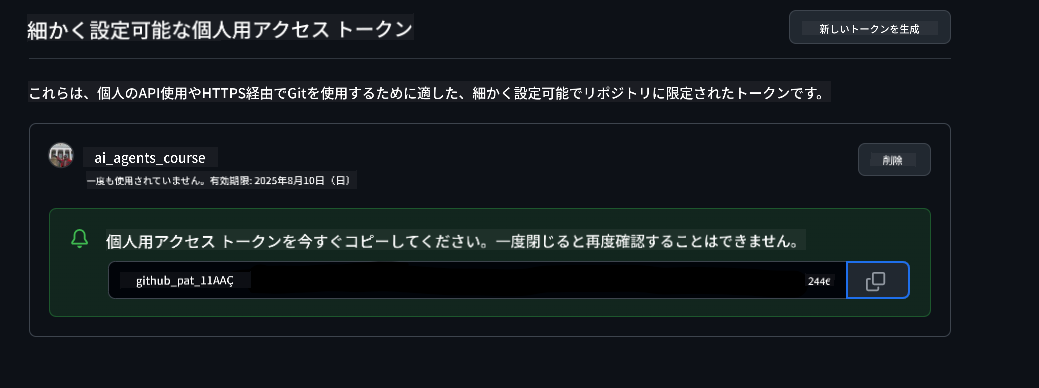 細かく設定可能な個人用アクセス トークン
新しいトークンを生成
これらは、個人のAPI使用やHTTPS経由でGitを使用するために適した、細かく設定可能でリポジトリに限定されたトークンです。
ai_agents_course
削除
一度も使用されていません。有効期限: 2025年8月10日（日）
個人用アクセス トークンを今すぐコピーしてください。一度閉じると再度確認することはできません。
github_pat_11AAÇ
244€